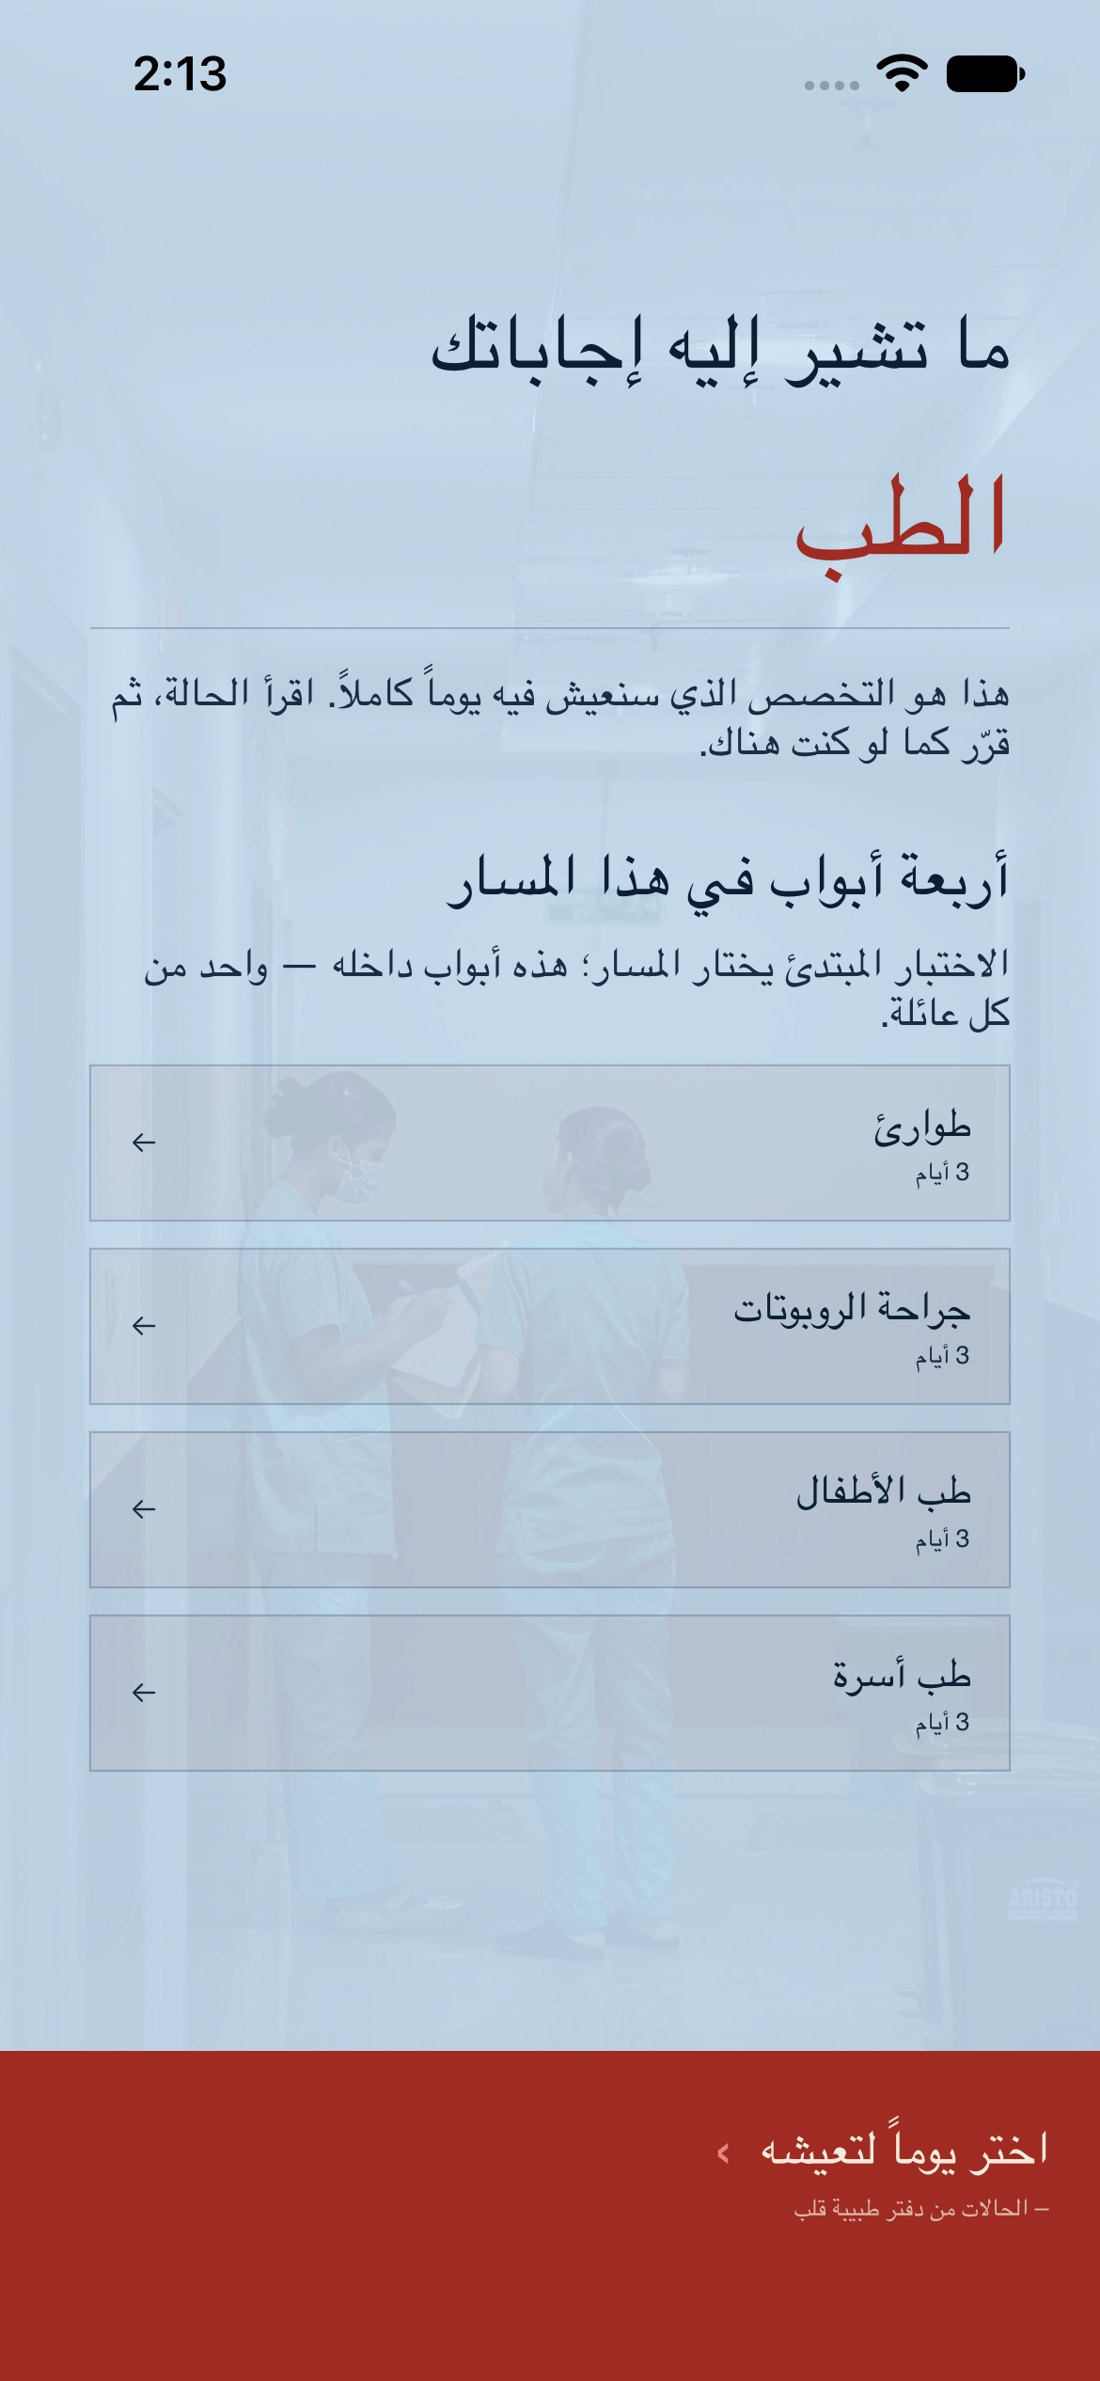 2:13
ما تشير إليه إجاباتك
الطب
هذا هو التخصص الذي سنعيش فيه يوماً كاملاً. اقرأ الحالة، ثم
قرّر كما لو كنت هناك.
أربعة أبواب في هذا المسار
الاختبار المبتدئ يختار المسار؛ هذه أبواب داخله — واحد من
كل عائلة.
طوارئ
3 أيام
←
جراحة الروبوتات
3 أيام
←
طب الأطفال
3 أيام
←
طب أسرة
3 أيام
←
ARISTO
اختر يوماً لتعيشه ›
— الحالات من دفتر طبيبة قلب